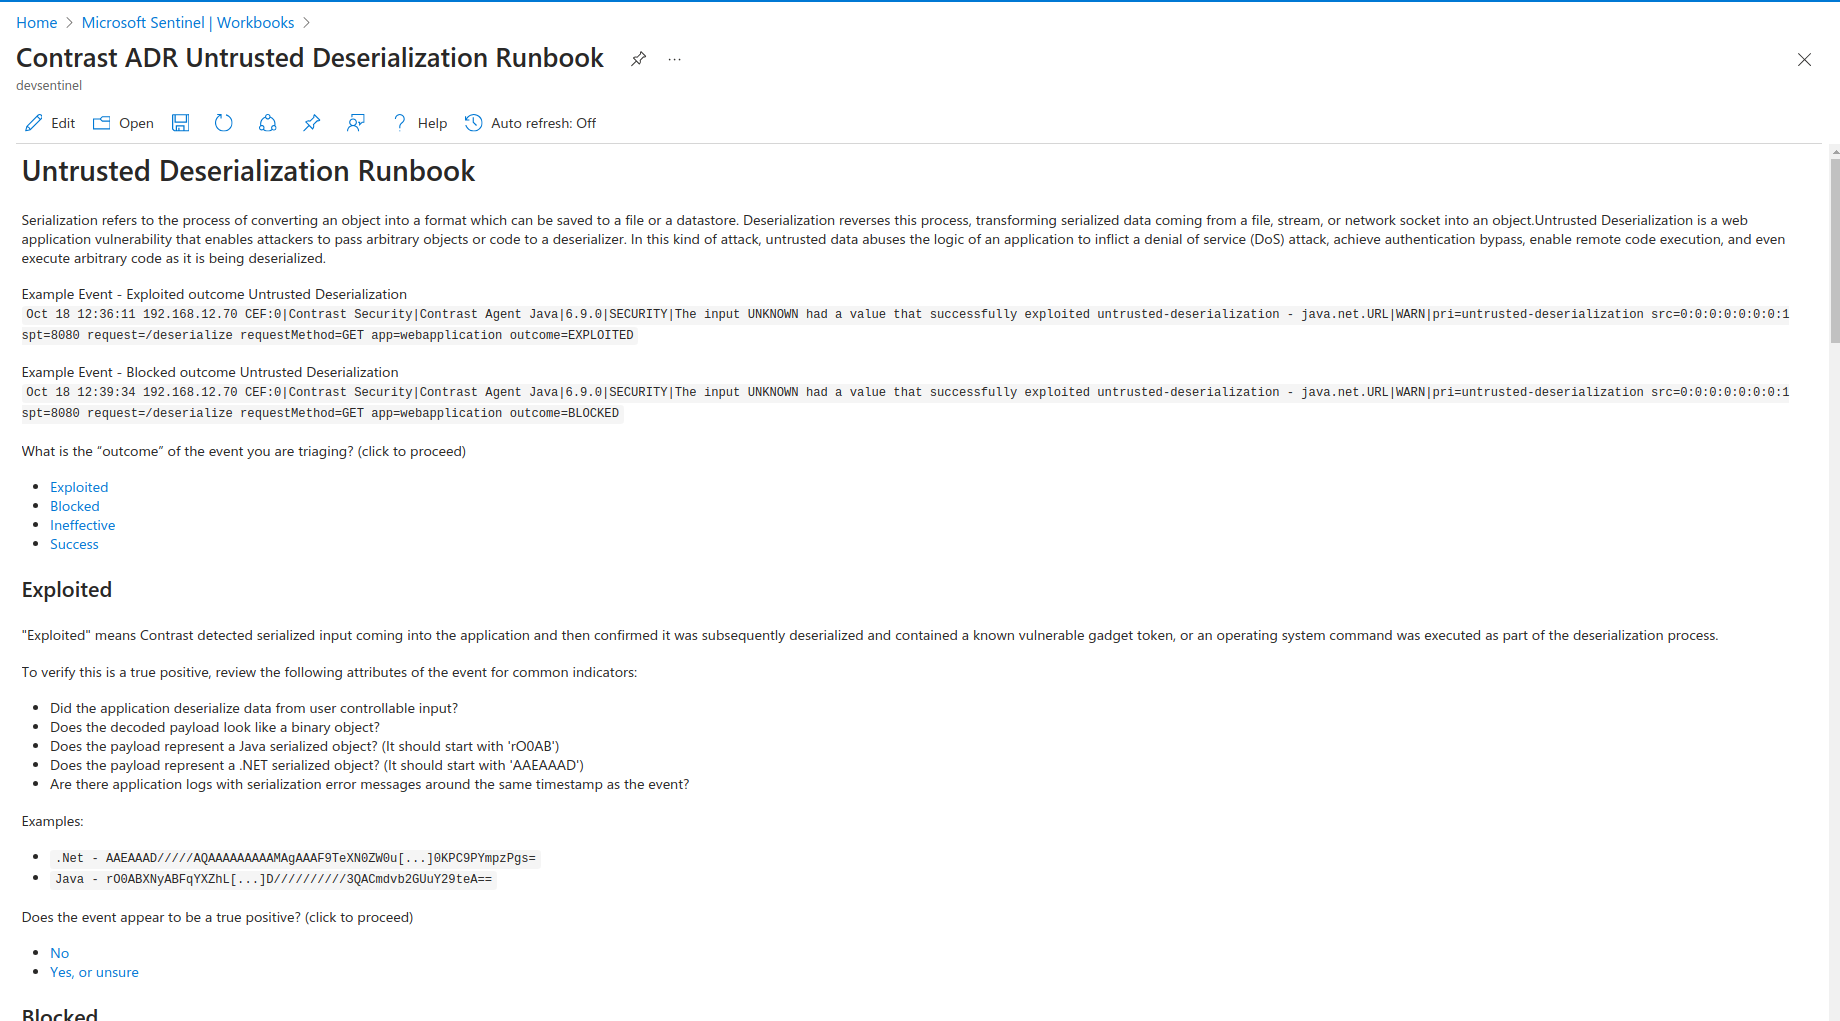 Home > Microsoft Sentinel | Workbooks >
Contrast ADR Untrusted Deserialization Runbook ...
devsentinel
Edit Open Help Auto refresh: Off
Untrusted Deserialization Runbook
Serialization refers to the process of converting an object into a format which can be saved to a file or a datastore. Deserialization reverses this process, transforming serialized data coming from a file, stream, or network socket into an object.Untrusted Deserialization is a web
application vulnerability that enables attackers to pass arbitrary objects or code to a deserializer. In this kind of attack, untrusted data abuses the logic of an application to inflict a denial of service (DoS) attack, achieve authentication bypass, enable remote code execution, and even
execute arbitrary code as it is being deserialized.
Example Event - Exploited outcome Untrusted Deserialization
Oct 18 12:36:11 192.168.12.70 CEF:0|Contrast Security|Contrast Agent Java|6.9.0|SECURITY|The input UNKNOWN had a value that successfully exploited untrusted-deserialization - java.net.URL|WARN|pri=untrusted-deserialization src=0:0:0:0:0:0:0:1
spt=8080 request=/deserialize requestMethod=GET app=webapplication outcome=EXPLOITED
Example Event - Blocked outcome Untrusted Deserialization
Oct 18 12:39:34 192.168.12.70 CEF:0|Contrast Security|Contrast Agent Java|6.9.0|SECURITY|The input UNKNOWN had a value that successfully exploited untrusted-deserialization - java.net.URL|WARN|pri=untrusted-deserialization src=0:0:0:0:0:0:0:1
spt=8080 request=/deserialize requestMethod=GET app=webapplication outcome=BLOCKED
What is the “outcome” of the event you are triaging? (click to proceed)
• Exploited
• Blocked
• Ineffective
• Success
Exploited
"Exploited" means Contrast detected serialized input coming into the application and then confirmed it was subsequently deserialized and contained a known vulnerable gadget token, or an operating system command was executed as part of the deserialization process.
To verify this is a true positive, review the following attributes of the event for common indicators:
• Did the application deserialize data from user controllable input?
• Does the decoded payload look like a binary object?
• Does the payload represent a Java serialized object? (It should start with 'rO0AB')
• Does the payload represent a .NET serialized object? (It should start with 'AAEAAAD')
• Are there application logs with serialization error messages around the same timestamp as the event?
Examples:
• .Net - AAEAAAD/////AQAAAAAAAAAMAgAAAF9TeXN0ZW0u[...]0KPC9PYmpzPgs=
• Java - rO0ABXNyABFqYXZhL[...]D//////////3QACmdvb2GUuY29teA==
Does the event appear to be a true positive? (click to proceed)
• No
• Yes, or unsure
Blocked